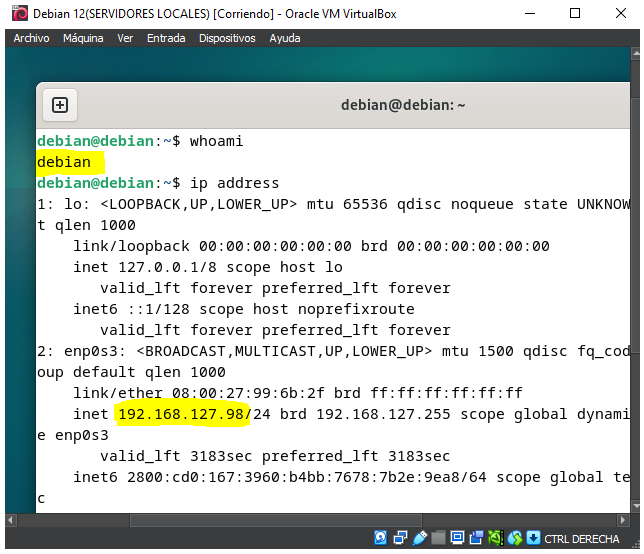 Debian 12(SERVIDORES LOCALES) [Corriendo] - Oracle VM VirtualBox
Archivo Máquina Ver Entrada Dispositivos Ayuda
debian@debian: ~
debian@debian:~$ whoami
debian
debian@debian:~$ ip address
1: lo: <LOOPBACK,UP,LOWER_UP> mtu 65536 qdisc noqueue state UNKNOW
t qlen 1000
link/loopback 00:00:00:00:00:00 brd 00:00:00:00:00:00
inet 127.0.0.1/8 scope host lo
valid_lft forever preferred_lft forever
inet6 ::1/128 scope host noprefixroute
valid_lft forever preferred_lft forever
2: enp0s3: <BROADCAST,MULTICAST,UP,LOWER_UP> mtu 1500 qdisc fq_cod
oup default qlen 1000
link/ether 08:00:27:99:6b:2f brd ff:ff:ff:ff:ff:ff
inet 192.168.127.98/24 brd 192.168.127.255 scope global dynami
e enp0s3
valid_lft 3183sec preferred_lft 3183sec
inet6 2800:cd0:167:3960:b4bb:7678:7b2e:9ea8/64 scope global te
c
CTRL DERECHA